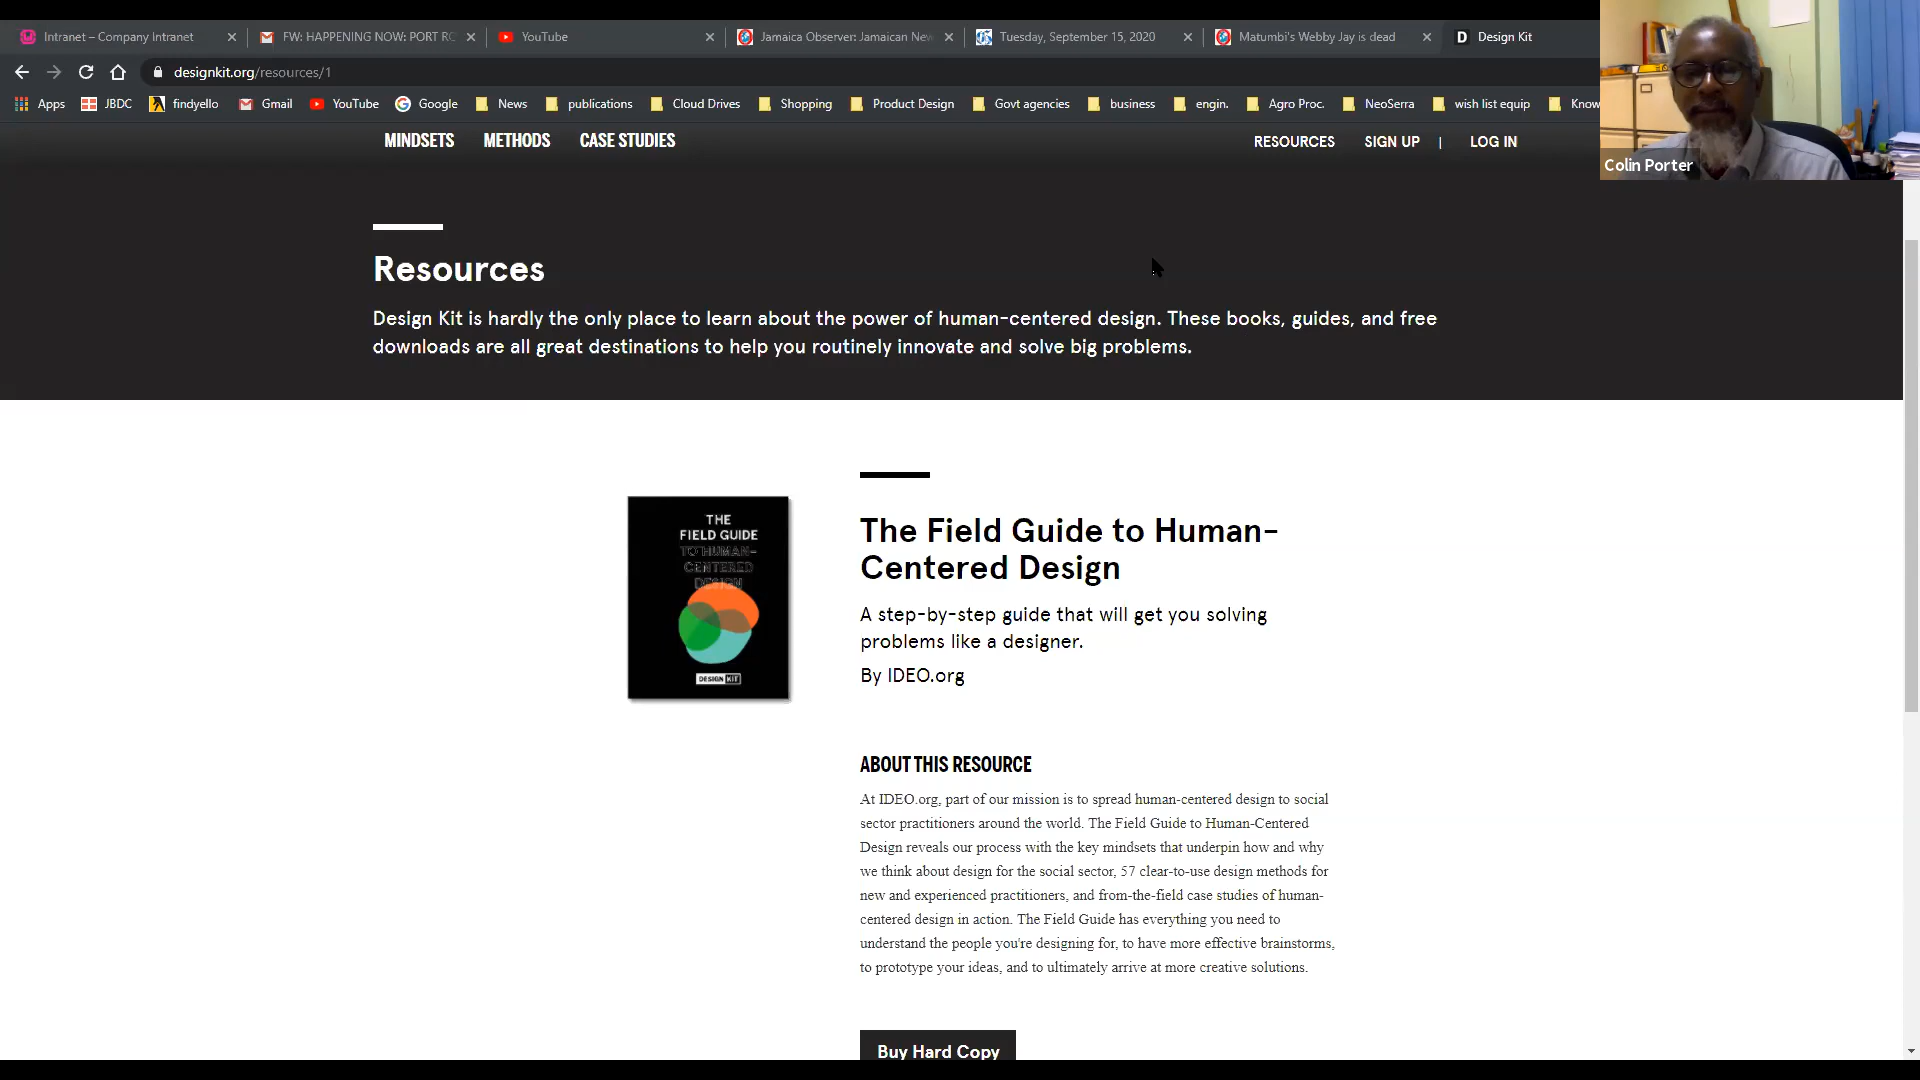 Intranet – Company Intranet
FW: HAPPENING NOW: PORT RO
YouTube
Jamaica Observer: Jamaican New
Tuesday, September 15, 2020
Matumbi's Webby Jay is dead
Design Kit
designkit.org/resources/1
Apps
JBDC
findyello
Gmail
YouTube
Google
News
publications
Cloud Drives
Shopping
Product Design
Govt agencies
business
engin.
Agro Proc.
NeoSerra
wish list equip
Know
MINDSETS
METHODS
CASE STUDIES
RESOURCES
SIGN UP
|
LOG IN
Colin Porter
Resources
Design Kit is hardly the only place to learn about the power of human-centered design. These books, guides, and free
downloads are all great destinations to help you routinely innovate and solve big problems.
THE
FIELD GUIDE
TO HUMAN-
CENTERED
DESIGN
DESIGN KIT
The Field Guide to Human-
Centered Design
A step-by-step guide that will get you solving
problems like a designer.
By IDEO.org
ABOUT THIS RESOURCE
At IDEO.org, part of our mission is to spread human-centered design to social
sector practitioners around the world. The Field Guide to Human-Centered
Design reveals our process with the key mindsets that underpin how and why
we think about design for the social sector, 57 clear-to-use design methods for
new and experienced practitioners, and from-the-field case studies of human-
centered design in action. The Field Guide has everything you need to
understand the people you're designing for, to have more effective brainstorms,
to prototype your ideas, and to ultimately arrive at more creative solutions.
Buy Hard Copy